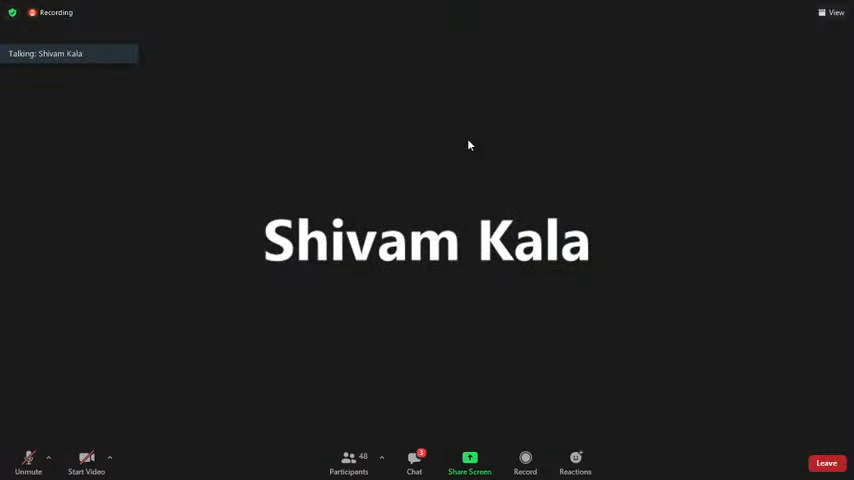 Recording
View
Talking: Shivam Kala
Shivam Kala
48
3
Unmute
Start Video
Participants
Chat
Share Screen
Record
Reactions
Leave